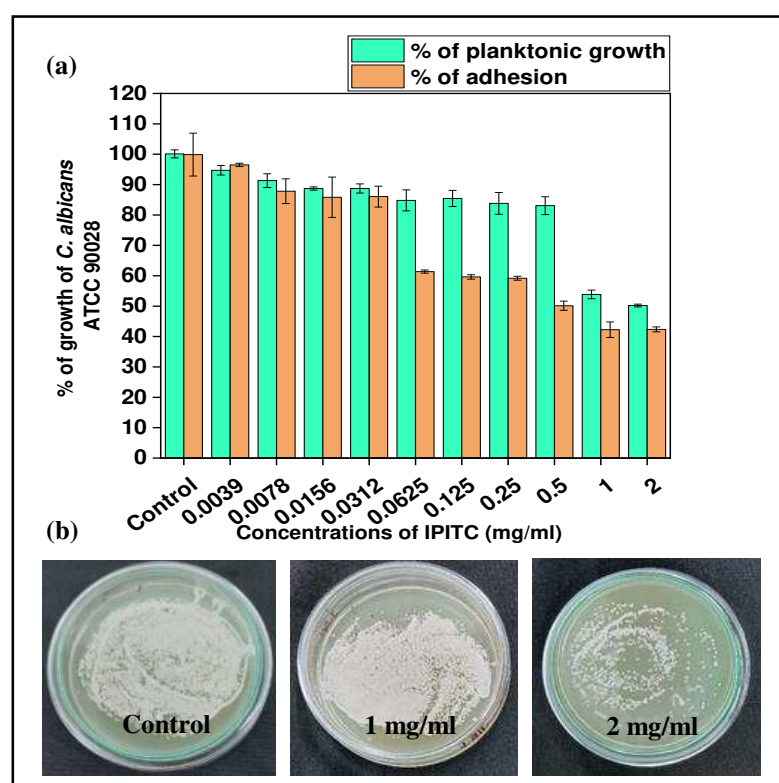 (a)
% of planktonic growth
% of adhesion
% of growth of C. albicans
ATCC 90028
120
110
100
90
80
70
60
50
40
30
20
10
0
Control
0.0039
0.0078
0.0156
0.0312
0.0625
0.125
0.25
0.5
1
2
Concentrations of IPITC (mg/ml)
(b)
Control
1 mg/ml
2 mg/ml